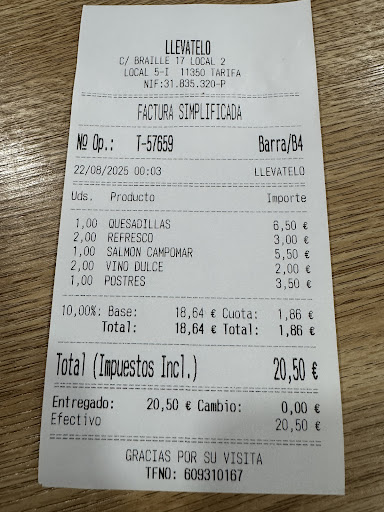 LLEVATELO
C/ BRAILLE 17 LOCAL 2
LOCAL 5-I 11350 TARIFA
NIF:31.835.320-P
FACTURA SIMPLIFICADA
Nº Op.: T-57659 Barra/B4
22/08/2025 00:03 LLEVATELO
Uds. Producto Importe
1,00 QUESADILLAS 6,50 €
2,00 REFRESCO 3,00 €
1,00 SALMON CAMPOMAR 5,50 €
2,00 VINO DULCE 2,00 €
1,00 POSTRES 3,50 €
10,00%: Base: 18,64 € Cuota: 1,86 €
Total: 18,64 € Total: 1,86 €
Total (Impuestos Incl.) 20,50 €
Entregado: 20,50 € Cambio: 0,00 €
Efectivo 20,50 €
GRACIAS POR SU VISITA
TFNO: 609310167